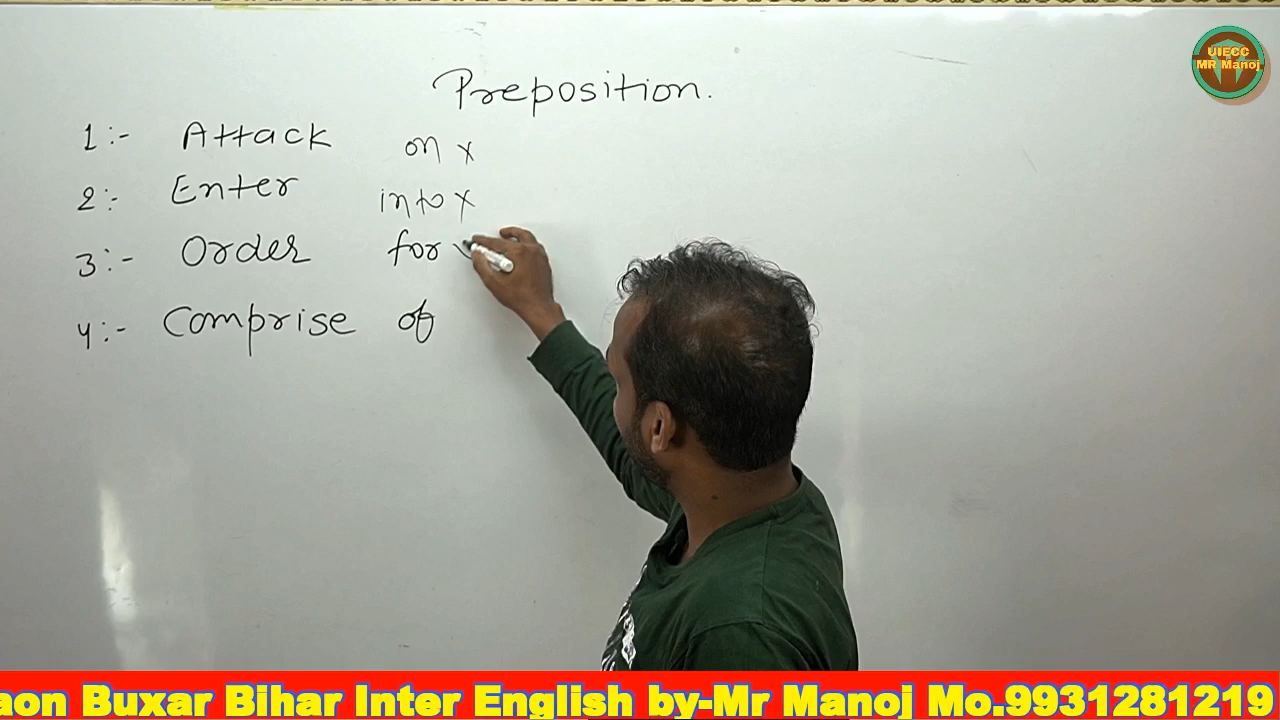 UIECC
MR Manoj
Preposition.
1:- Attack on x
2:- Enter into x
3:- Order for
4:- Comprise of
aon Buxar Bihar Inter English by-Mr Manoj Mo.9931281219